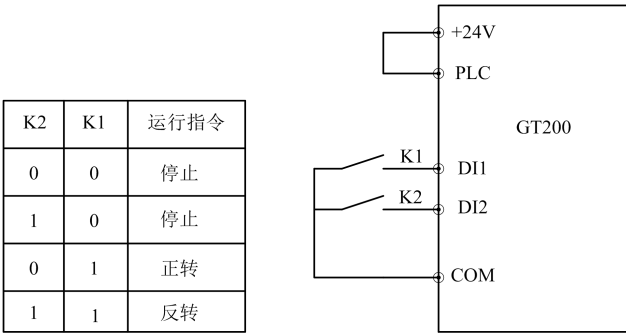 K2 K1 运行指令
0 0 停止
1 0 停止
0 1 正转
1 1 反转
+24V
PLC
GT200
K1 DI1
K2 DI2
COM